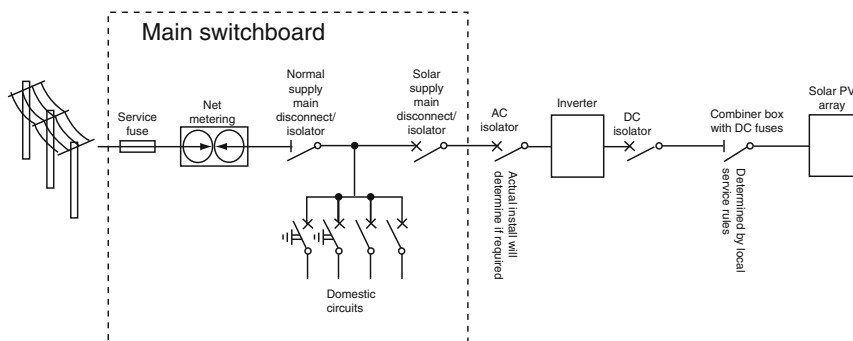 Main switchboard
Service
fuse
Net
metering
Normal
supply
main
disconnect/
isolator
Solar
supply
main
disconnect/
isolator
AC
isolator
Inverter
DC
isolator
Combiner box
with DC fuses
Solar PV
array
Actual install will
determine if required
Determined by local
service rules
Domestic
circuits